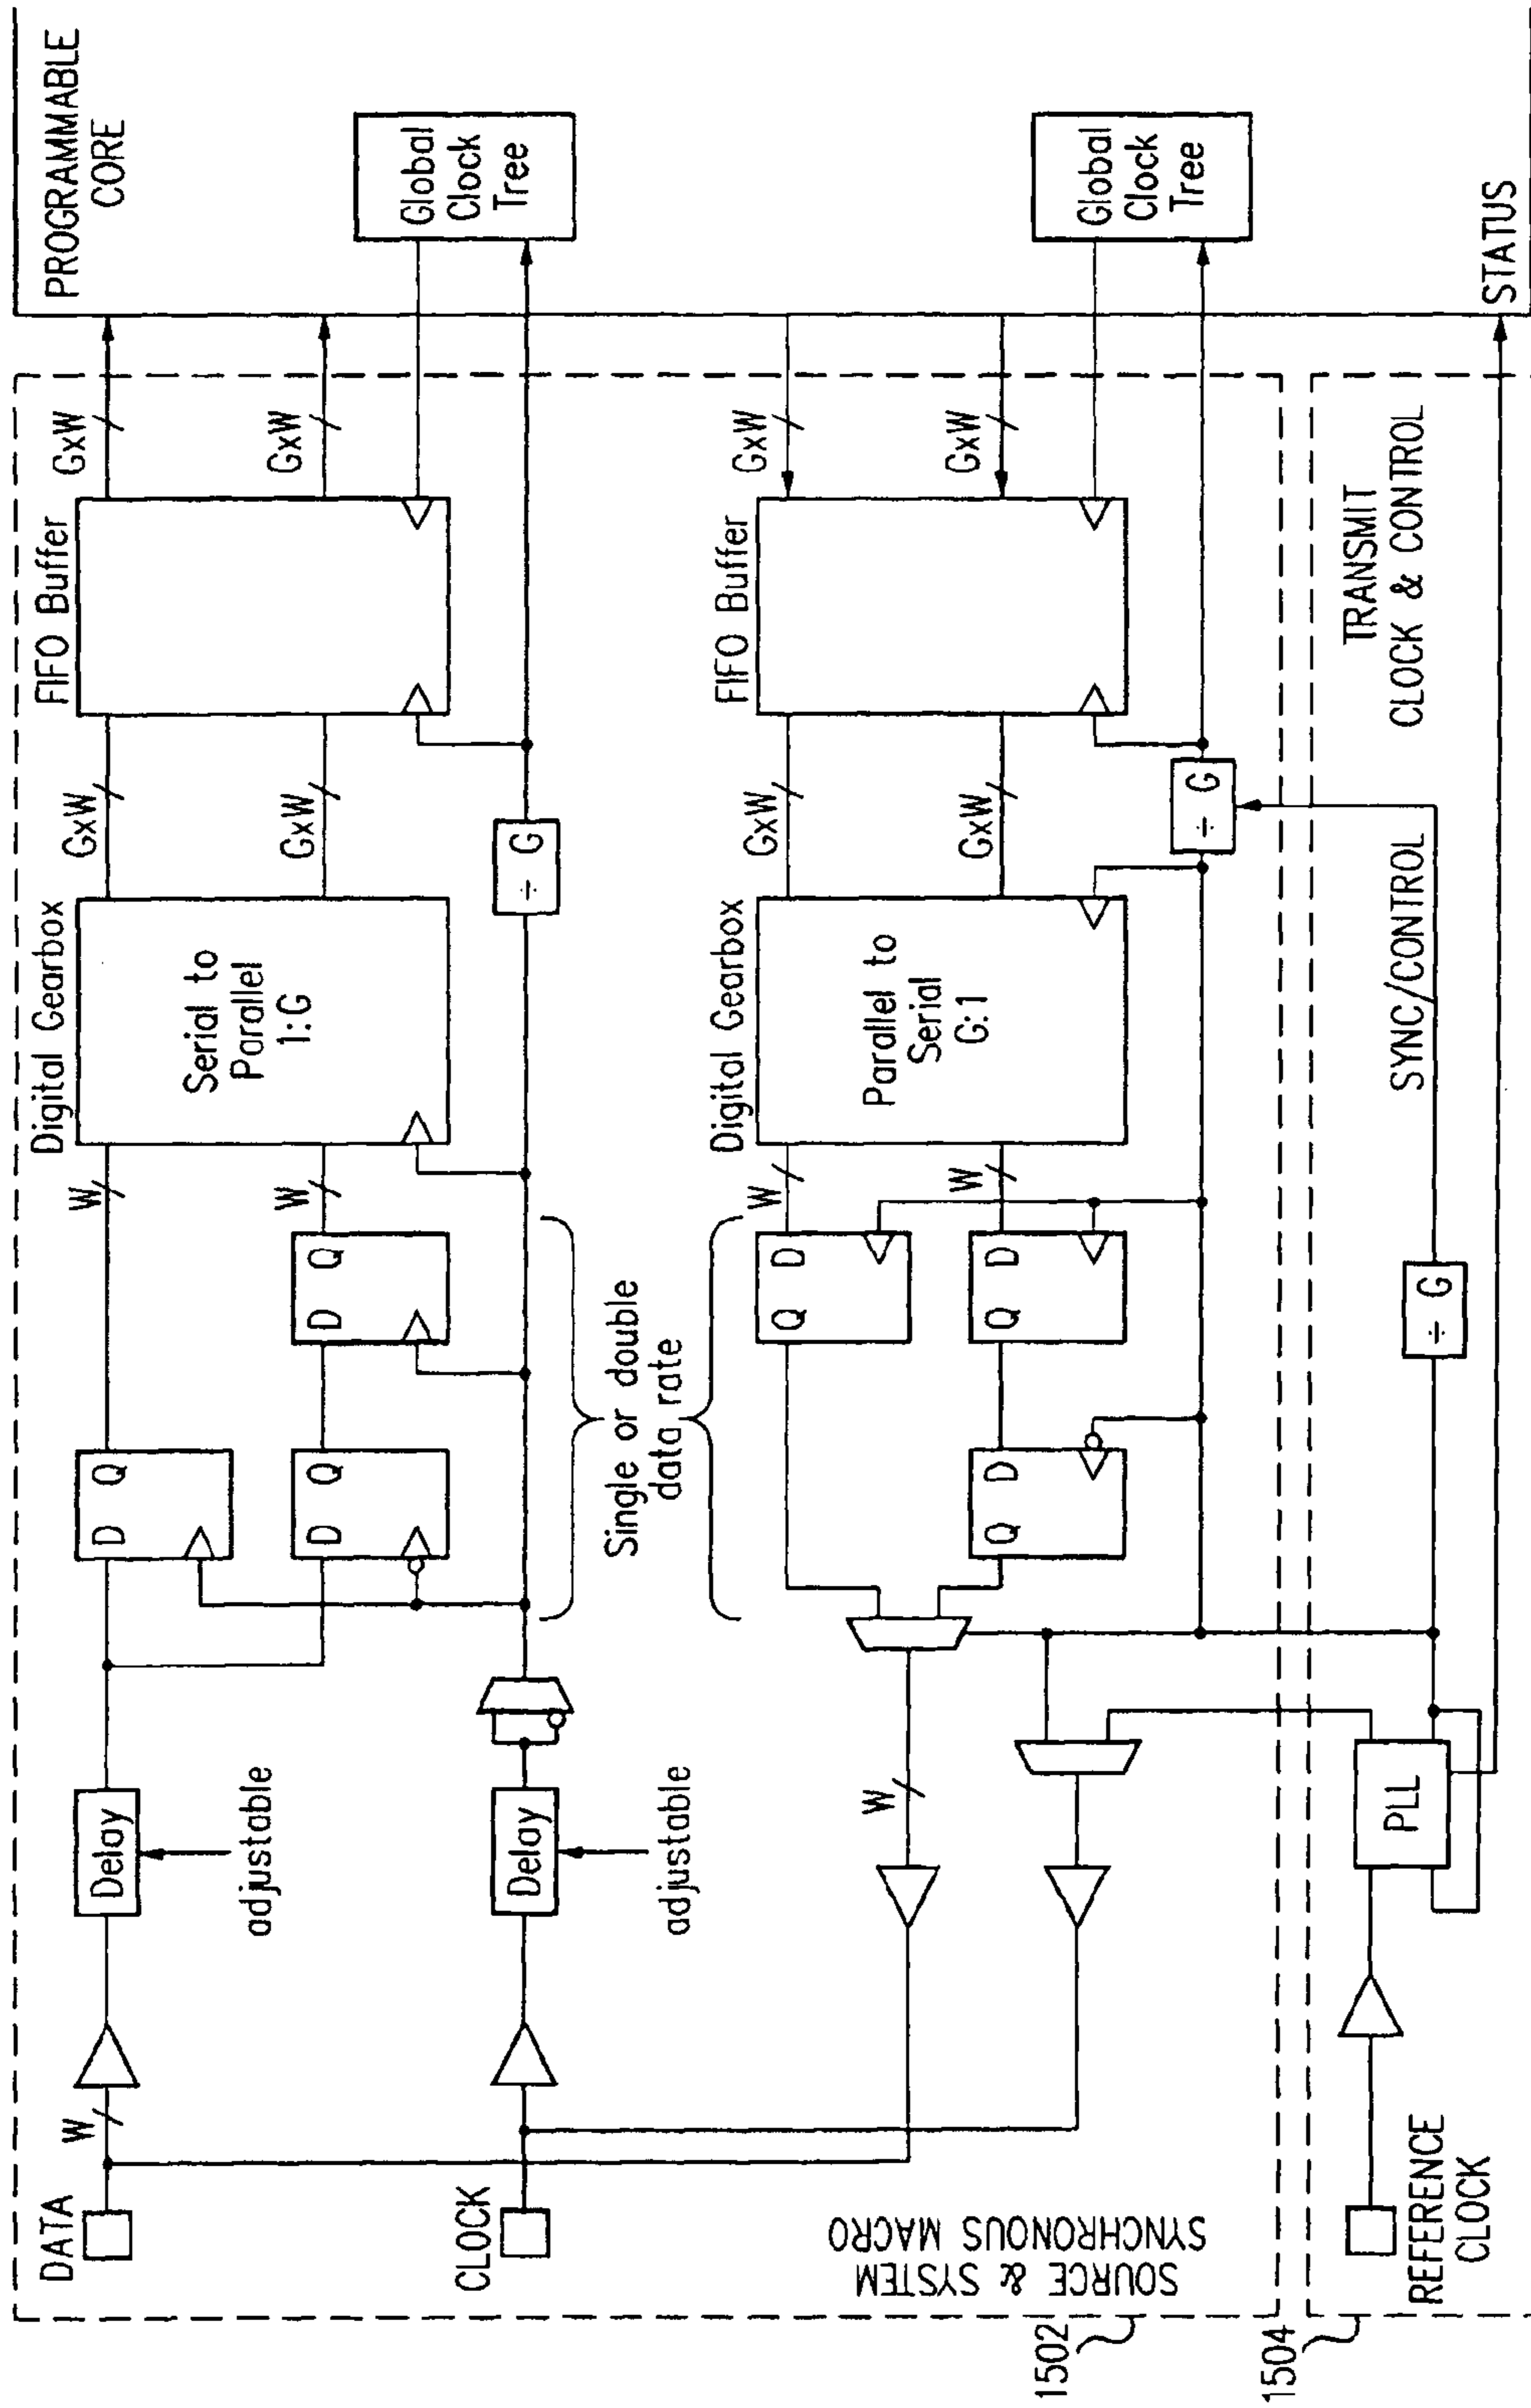 PROGRAMMABLE
CORE
Global
Clock
Tree
Global
Clock
Tree
STATUS
GxW
GxW
GxW
GxW
FIFO Buffer
FIFO Buffer
TRANSMIT
CLOCK & CONTROL
GxW
GxW
GxW
GxW
÷ G
÷ G
Digital Gearbox
Serial to
Parallel
1:G
Digital Gearbox
Parallel to
Serial
G:1
SYNC/CONTROL
W
W
W
W
D Q
D Q
D Q
Single or double
data rate
Q D
Q D
Q D
÷ G
Delay
adjustable
Delay
adjustable
W
PLL
W
DATA
CLOCK
SOURCE & SYSTEM
SYNCHRONOUS MACRO
REFERENCE
CLOCK
1502
1504